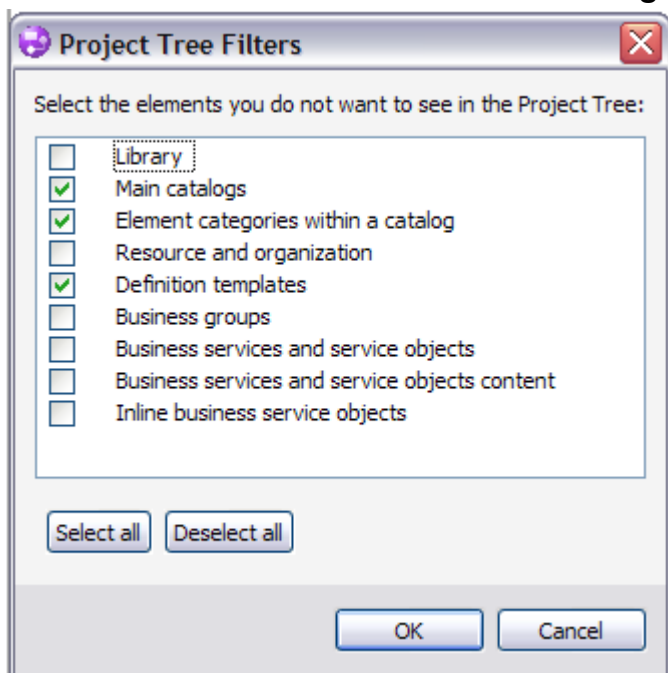 Project Tree Filters
Select the elements you do not want to see in the Project Tree:
Library
Main catalogs
Element categories within a catalog
Resource and organization
Definition templates
Business groups
Business services and service objects
Business services and service objects content
Inline business service objects
Select all Deselect all
OK Cancel